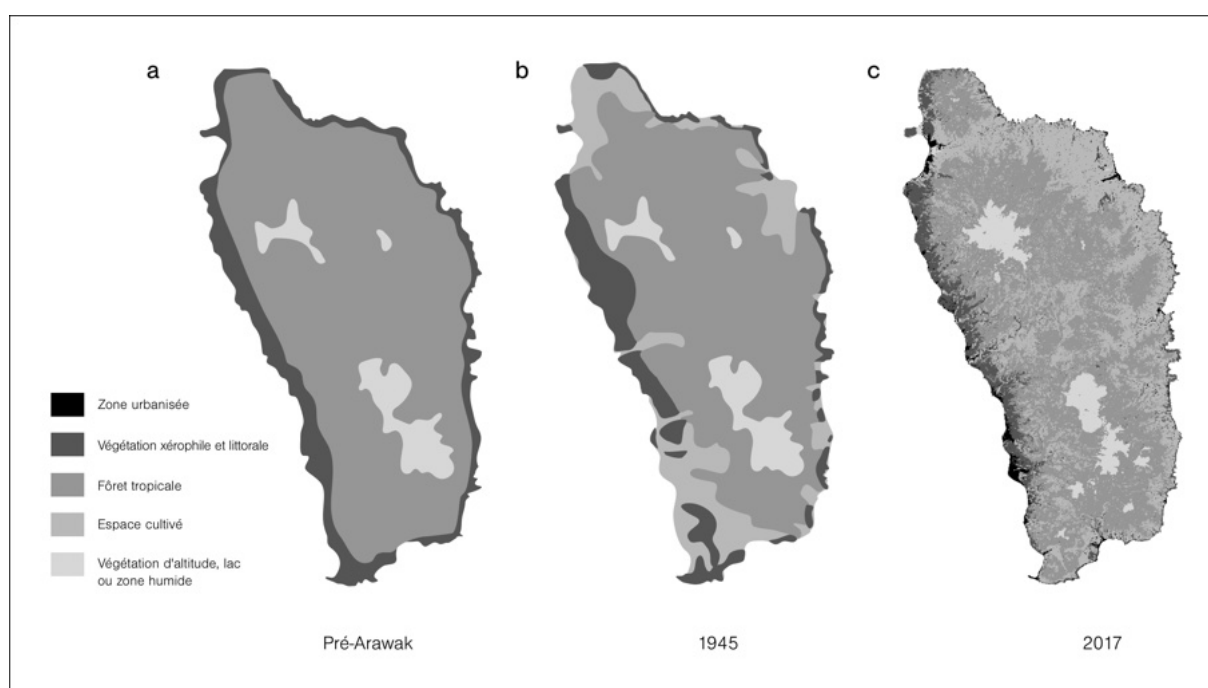 a
b
c
Zone urbanisée
Végétation xérophile et littorale
Fôret tropicale
Espace cultivé
Végétation d'altitude, lac
ou zone humide
Pré-Arawak
1945
2017